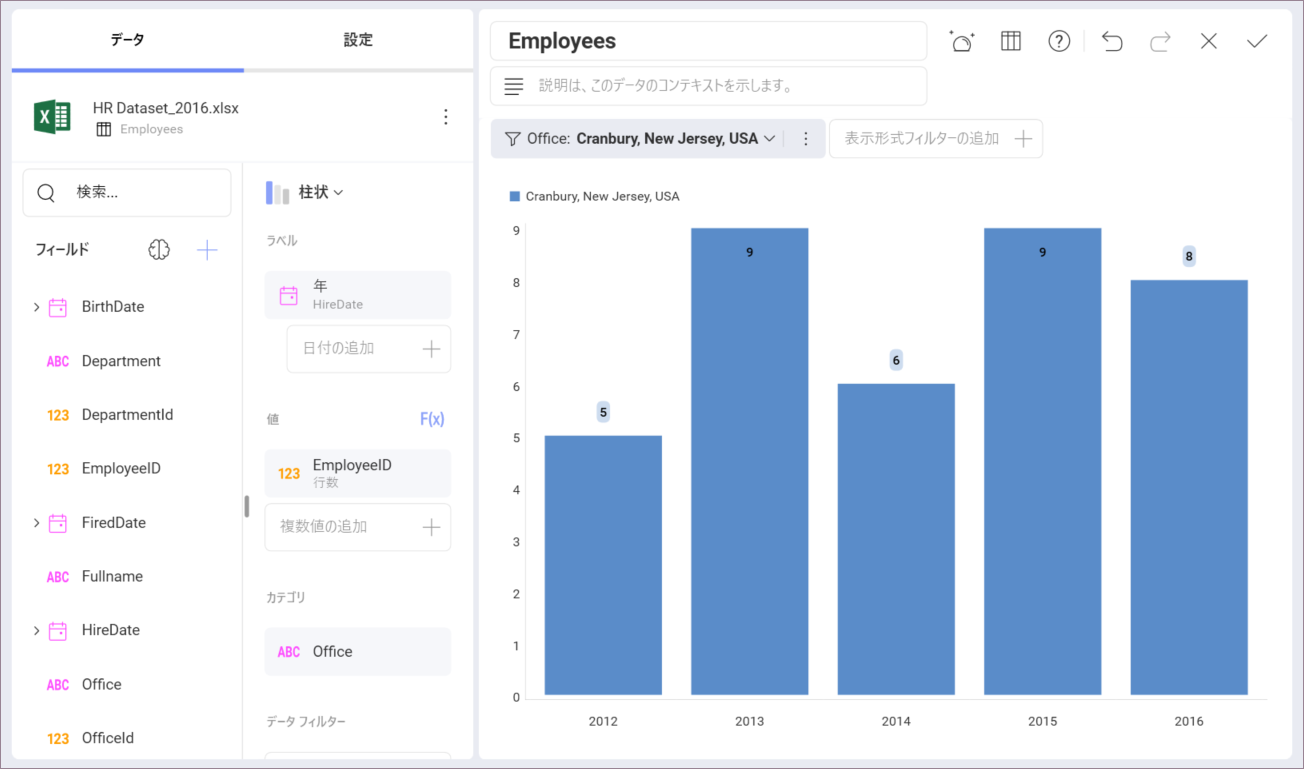 データ
設定
HR Dataset_2016.xlsx
Employees
検索...
フィールド
BirthDate
ABC Department
123 DepartmentId
123 EmployeeID
FiredDate
ABC Fullname
HireDate
ABC Office
123 OfficeId
柱状
ラベル
年
HireDate
日付の追加
値
F(x)
123 EmployeeID
行数
複数値の追加
カテゴリ
ABC Office
データ フィルター
Employees
説明は、このデータのコンテキストを示します。
Office: Cranbury, New Jersey, USA
表示形式フィルターの追加
Cranbury, New Jersey, USA
9
8
7
6
5
4
3
2
1
0
5
9
6
9
8
2012
2013
2014
2015
2016